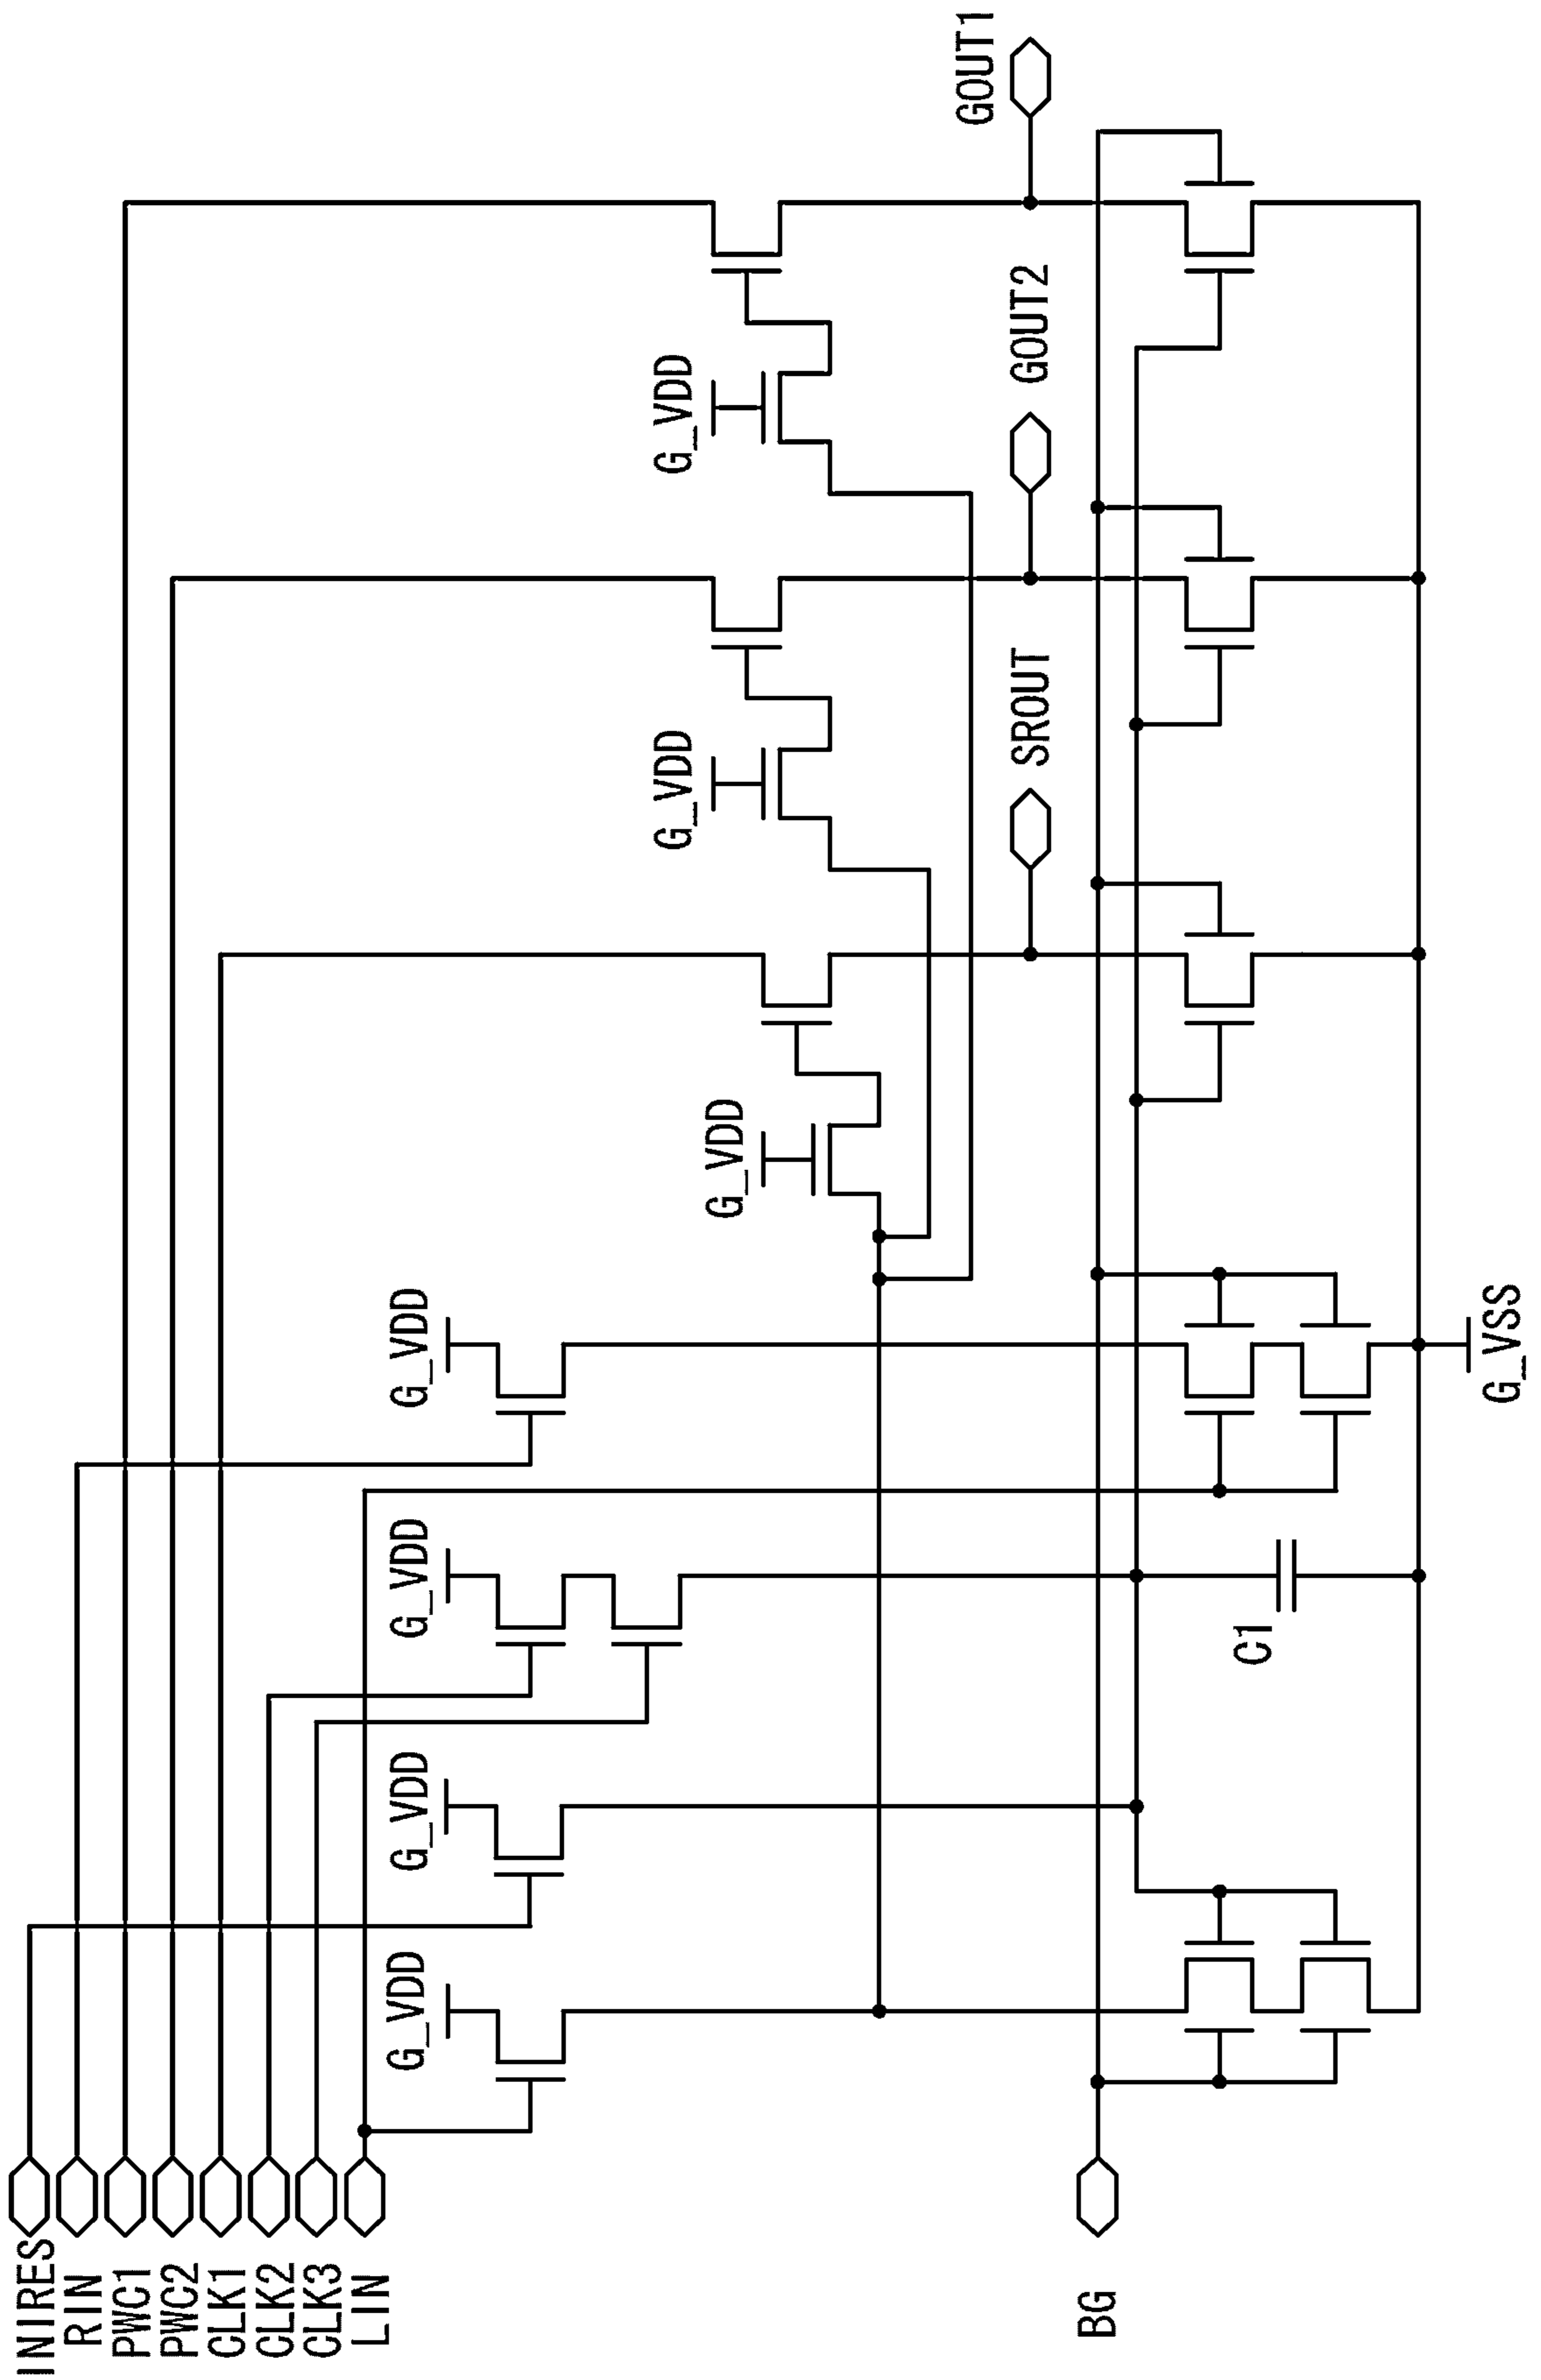 INIRES
RIN
PWC1
PWC2
CLK1
CLK2
CLK3
LIN
BG
G_VDD
G_VDD
G_VDD
G_VDD
G_VDD
G_VDD
G_VDD
C1
G_VSS
SROUT
GOUT2
GOUT1